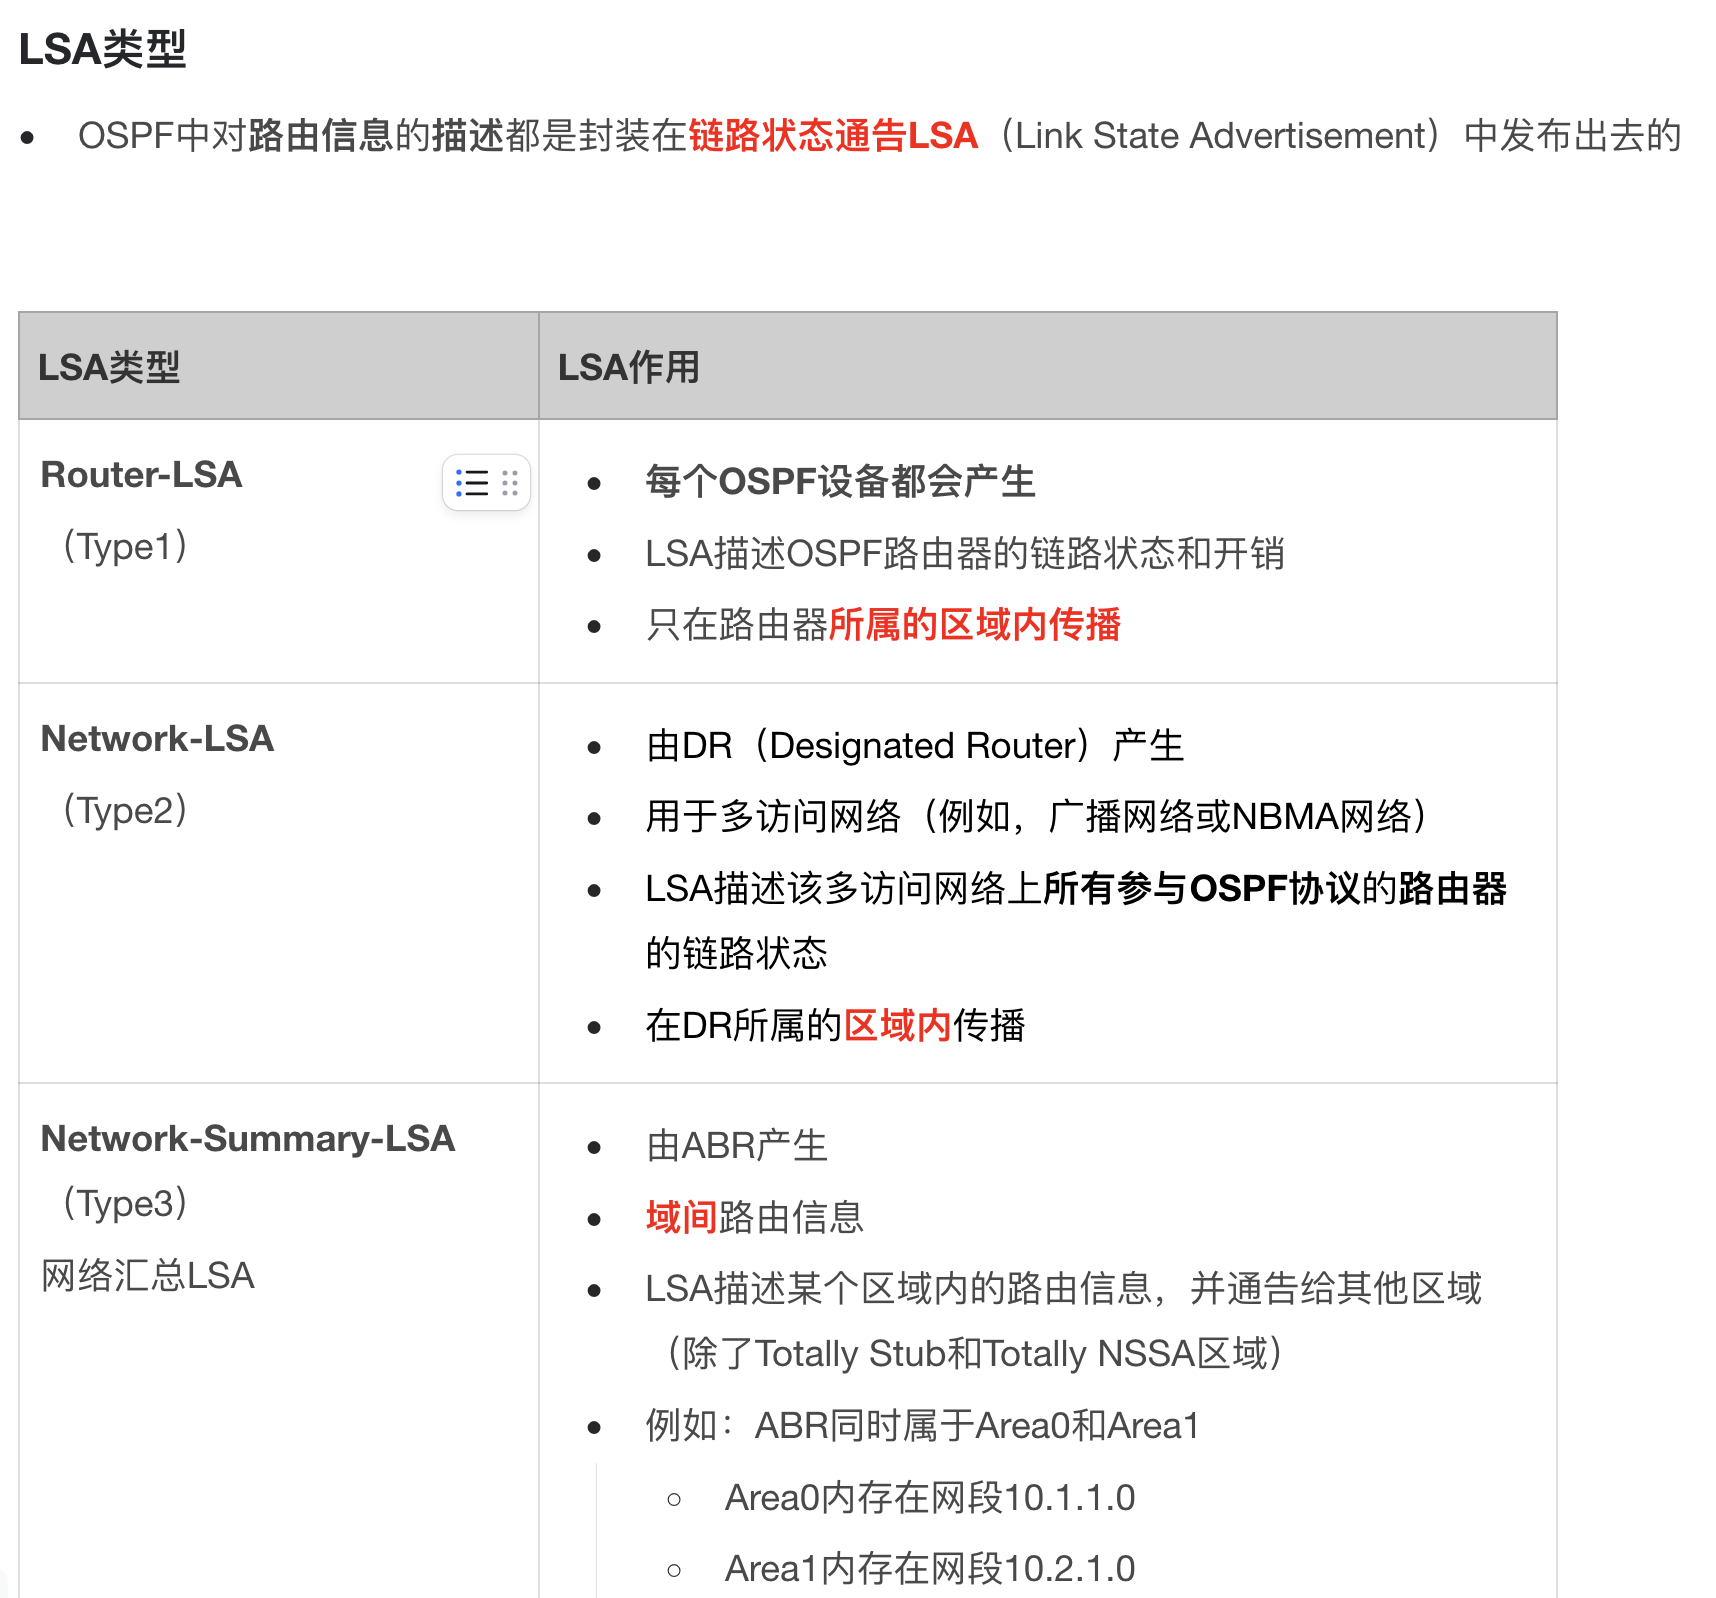 LSA类型
OSPF中对路由信息的描述都是封装在链路状态通告LSA（Link State Advertisement）中发布出去的
LSA类型
LSA作用
Router-LSA
（Type1）
每个OSPF设备都会产生
LSA描述OSPF路由器的链路状态和开销
只在路由器所属的区域内传播
Network-LSA
（Type2）
由DR（Designated Router）产生
用于多访问网络（例如，广播网络或NBMA网络）
LSA描述该多访问网络上所有参与OSPF协议的路由器
的链路状态
在DR所属的区域内传播
Network-Summary-LSA
（Type3）
网络汇总LSA
由ABR产生
域间路由信息
LSA描述某个区域内的路由信息，并通告给其他区域
（除了Totally Stub和Totally NSSA区域）
例如：ABR同时属于Area0和Area1
Area0内存在网段10.1.1.0
Area1内存在网段10.2.1.0